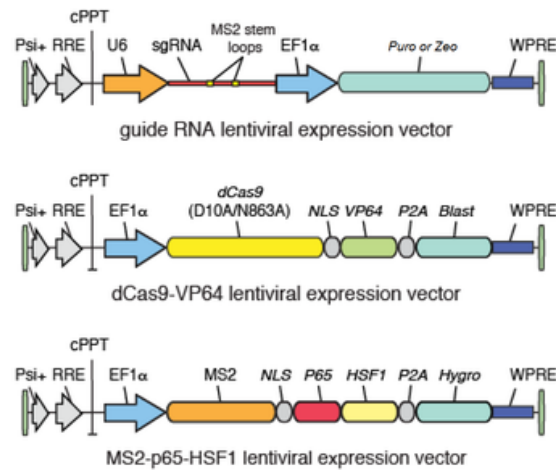 cPPT
MS2 stem
loops
Psi+ RRE U6 sgRNA EF1α Puro or Zeo WPRE
guide RNA lentiviral expression vector
cPPT
dCas9
Psi+ RRE EF1α (D10A/N863A) NLS VP64 P2A Blast WPRE
dCas9-VP64 lentiviral expression vector
cPPT
Psi+ RRE EF1α MS2 NLS P65 HSF1 P2A Hygro WPRE
MS2-p65-HSF1 lentiviral expression vector